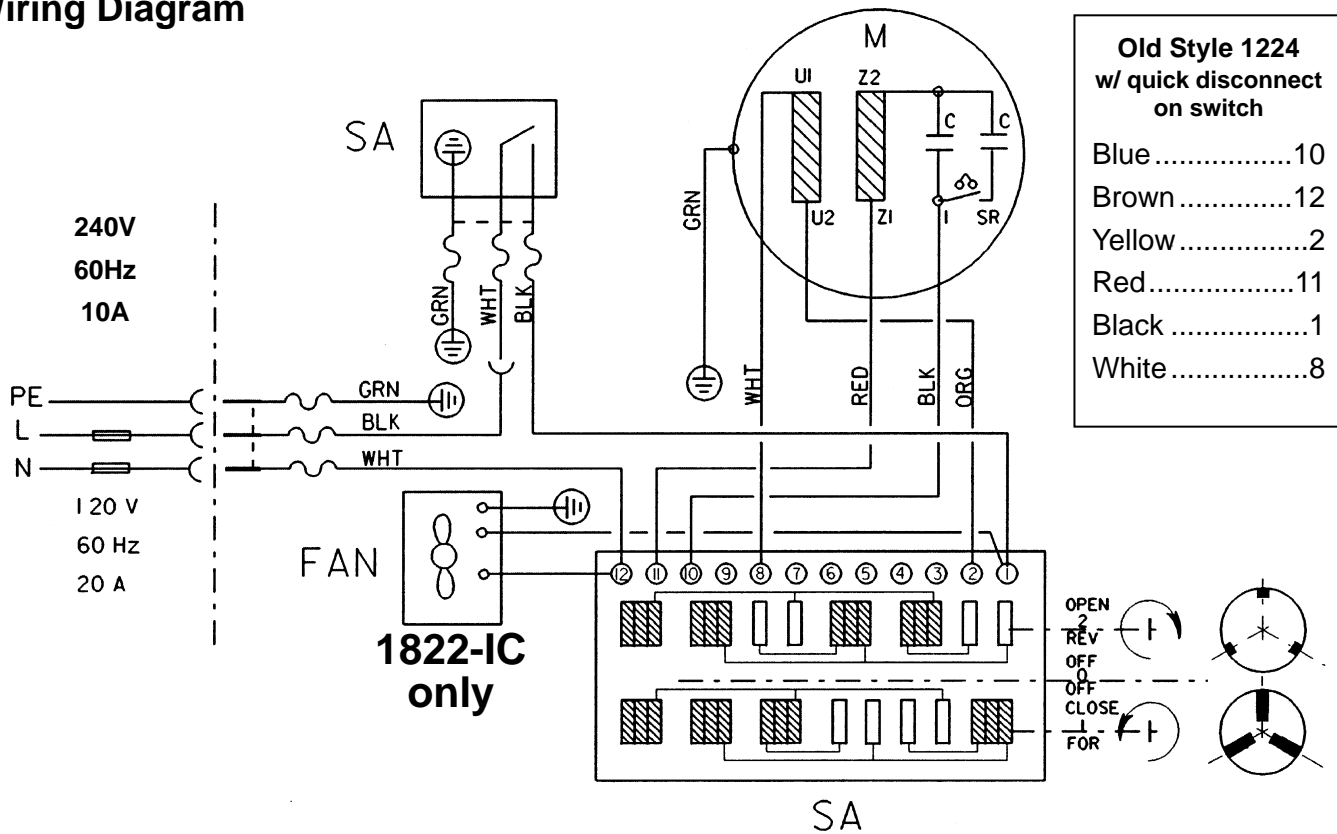 Wiring Diagram
SA
240V
60Hz
10A
GRN
WHT
BLK
PE
L
N
GRN
BLK
WHT
120 V
60 Hz
20 A
FAN
1822-IC
only
M
U1
Z2
C
C
U2
Z1
1
SR
GRN
WHT
RED
BLK
ORG
Old Style 1224
w/ quick disconnect
on switch
Blue.................10
Brown..............12
Yellow................2
Red..................11
Black .................1
White.................8
12 11 10 9 8 7 6 5 4 3 2 1
OPEN
2
REV
OFF
0
OFF
CLOSE
1
FOR
SA